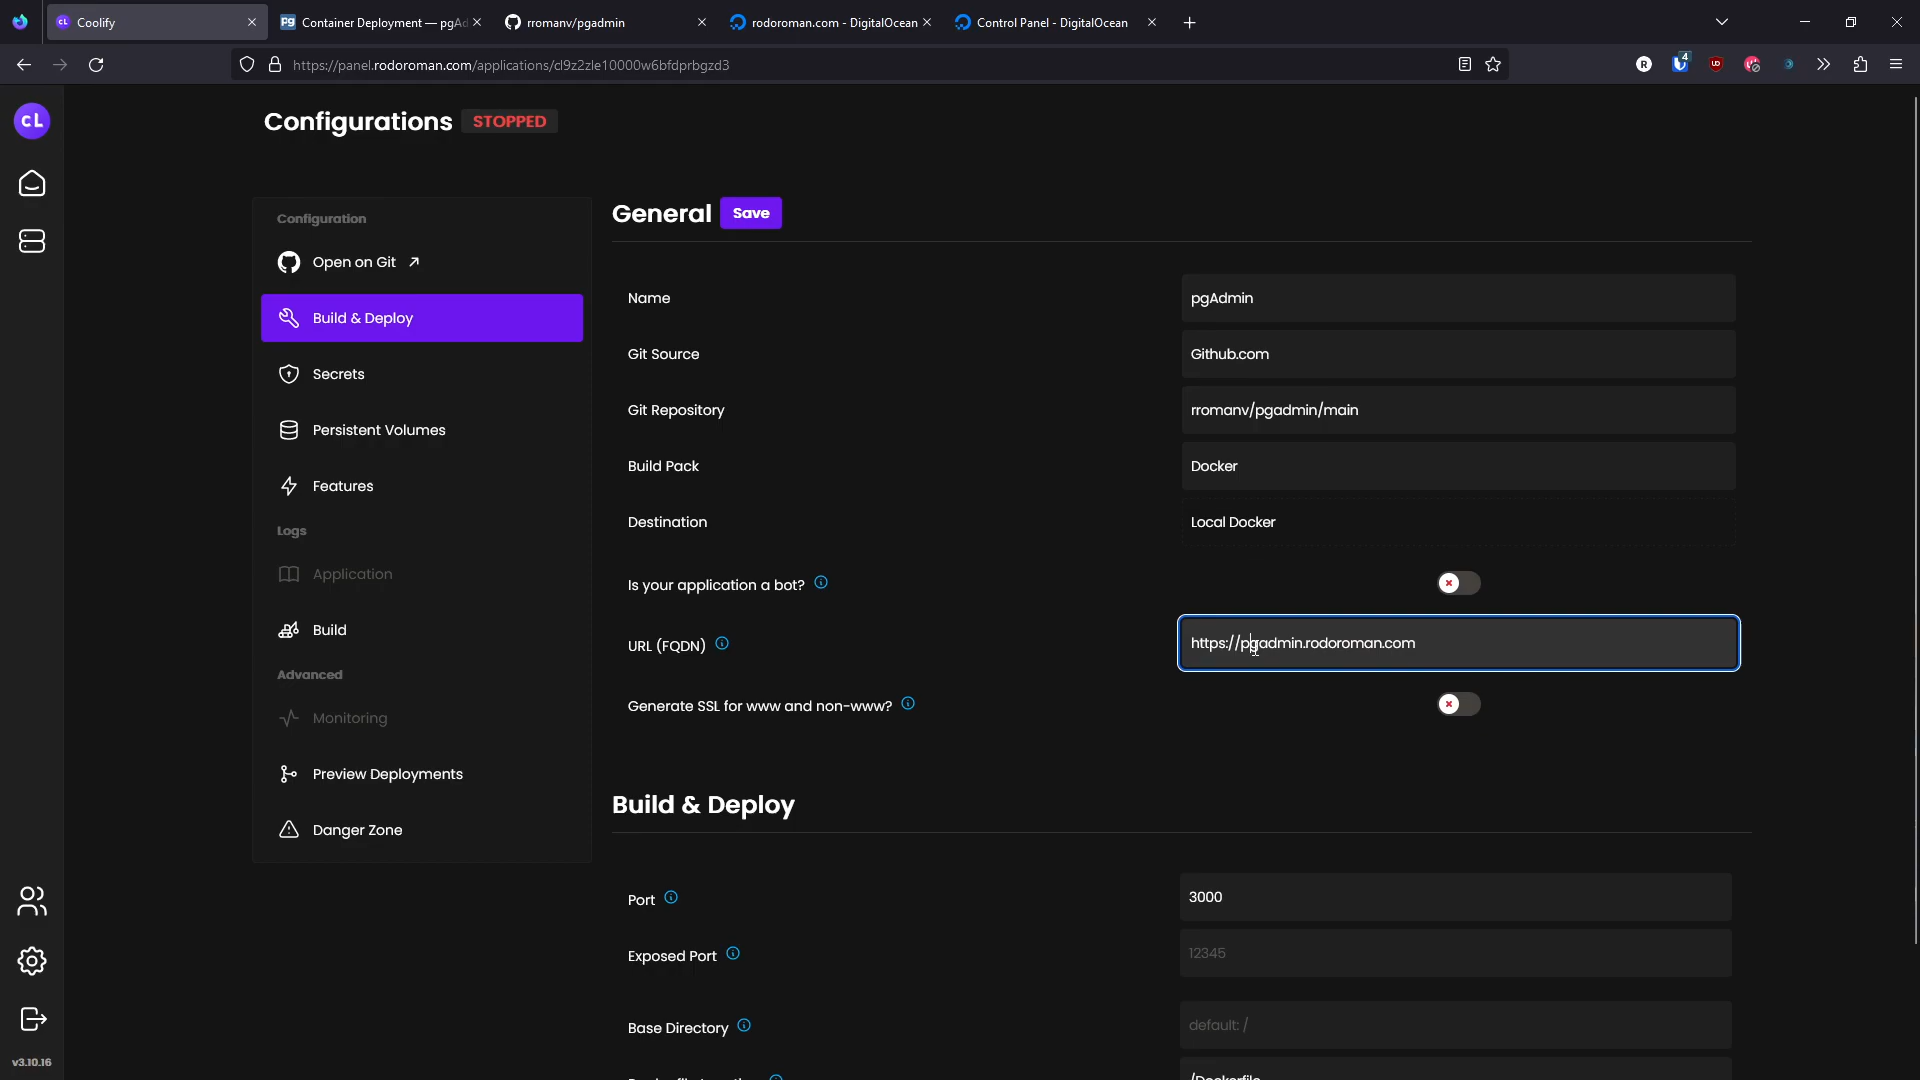 Coolify
Container Deployment — pgAd
rromanv/pgadmin
rodoroman.com - DigitalOcean
Control Panel - DigitalOcean
https://panel.rodoroman.com/applications/cl9z2zle10000w6bfdprbgzd3
R
4
cL
Configurations
STOPPED
Configuration
Open on Git
Build & Deploy
Secrets
Persistent Volumes
Features
Logs
Application
Build
Advanced
Monitoring
Preview Deployments
Danger Zone
General
Save
Name
pgAdmin
Git Source
Github.com
Git Repository
rromanv/pgadmin/main
Build Pack
Docker
Destination
Local Docker
Is your application a bot?
URL (FQDN)
https://pgadmin.rodoroman.com
Generate SSL for www and non-www?
Build & Deploy
Port
3000
Exposed Port
12345
Base Directory
default: /
/Dockerfile
v3.10.16